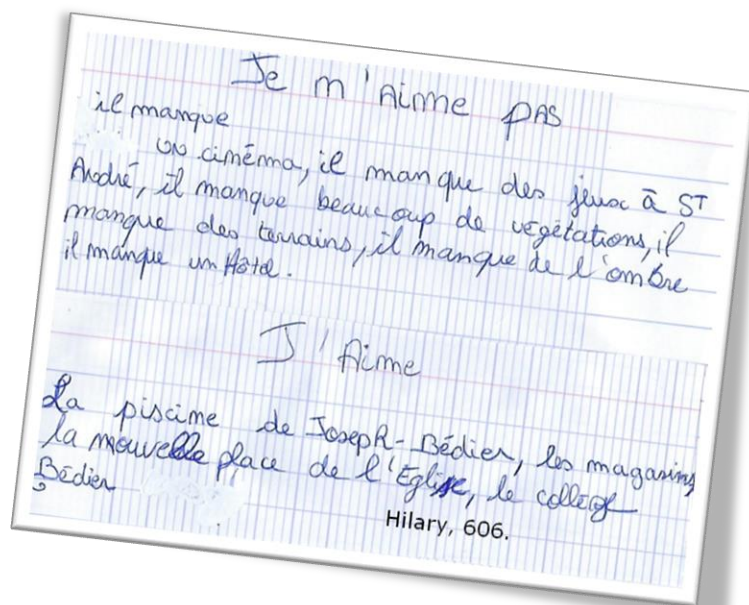 Je m'Aime PAS
il manque
un cinéma, il manque des jeux à ST
André, il manque beaucoup de végétations, il
manque des terrains, il manque de l'ombre
il manque un Hôtel.
J'Aime
La piscime de Joseph-Bédier, les magasins
la mouvelle place de l'Eglise, le collège
Bédier
Hilary, 606.